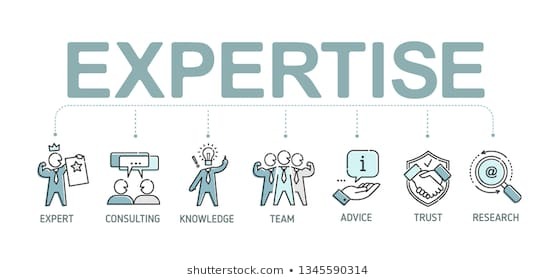 EXPERTISE
i
@
EXPERT CONSULTING KNOWLEDGE TEAM ADVICE TRUST RESEARCH
shutterstock.com · 1345590314